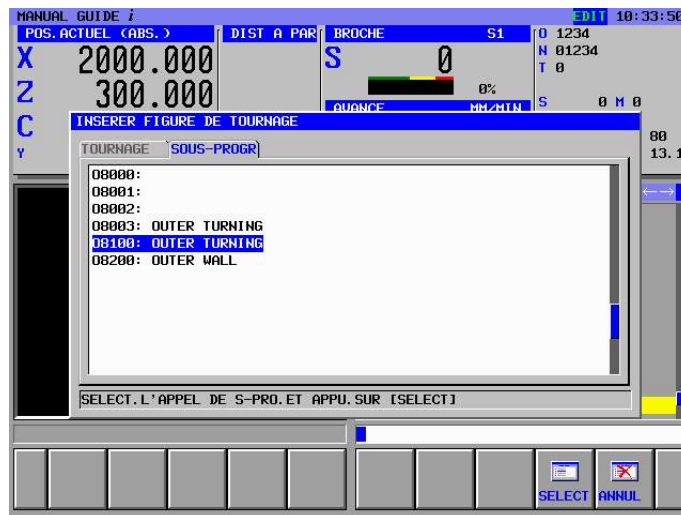 MANUAL GUIDE i EDIT 10:33:50
POS.ACTUEL (ABS.) DIST A PAR BROCHE S1 O 1234
N 01234
T 0
X 2000.000 S 0
0%
Z 300.000 S 0 M 0
AVANCE MM/MIN
C
Y
80
13.1
INSERER FIGURE DE TOURNAGE
TOURNAGE SOUS-PROGR
O8000:
O8001:
O8002:
O8003: OUTER TURNING
O8100: OUTER TURNING
O8200: OUTER WALL
SELECT.L'APPEL DE S-PRO.ET APPU.SUR [SELECT]
SELECT ANNUL